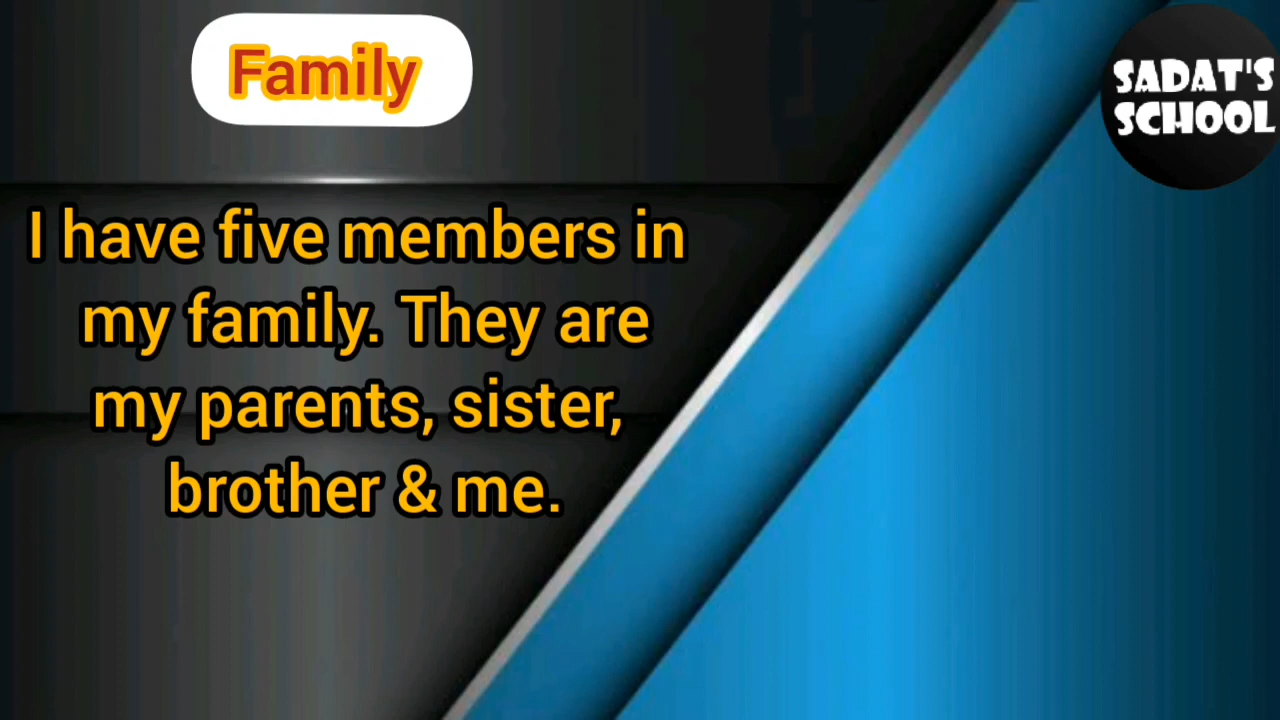 Family
SADAT'S
SCHOOL
I have five members in
my family. They are
my parents, sister,
brother & me.